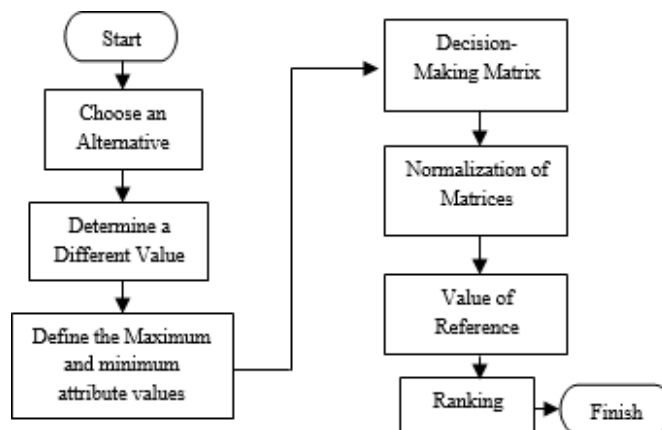 Start
Choose an
Alternative
Determine a
Different Value
Define the Maximum
and minimum
attribute values
Decision-
Making Matrix
Normalization of
Matrices
Value of
Reference
Ranking
Finish